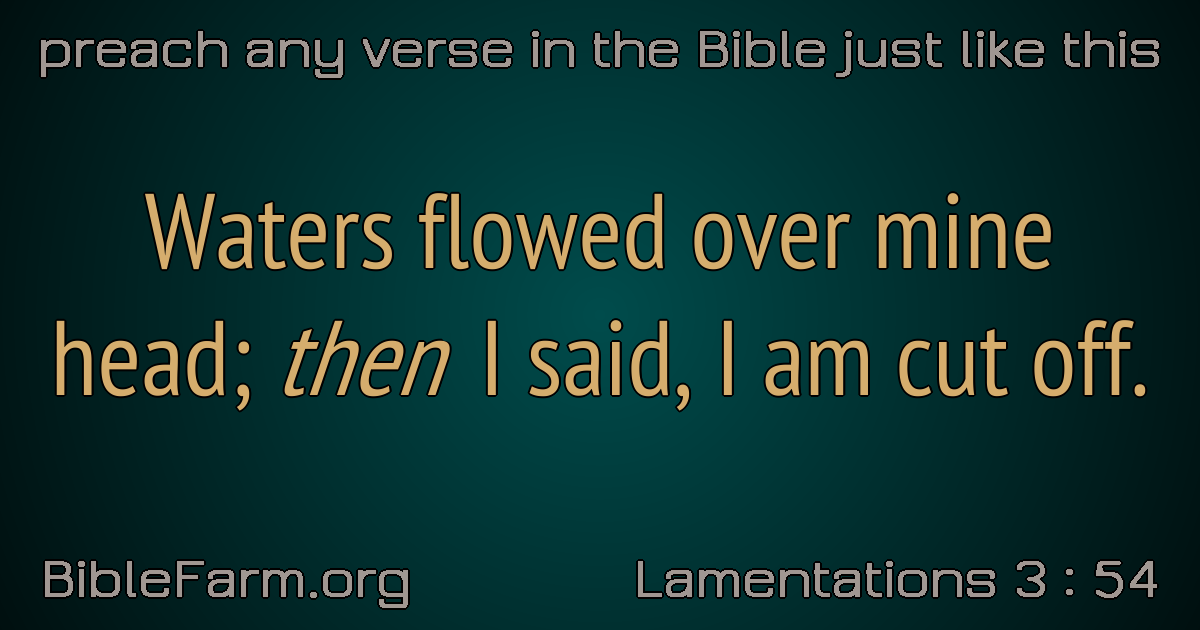 preach any verse in the Bible just like this
Waters flowed over mine
head; then I said, I am cut off.
BibleFarm.org
Lamentations 3 : 54